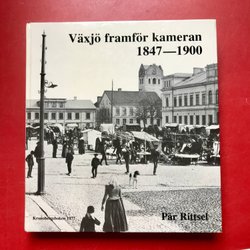 Växjö framför kameran
1847—1900
Kronobergsboken 1977
Pär Rittsel